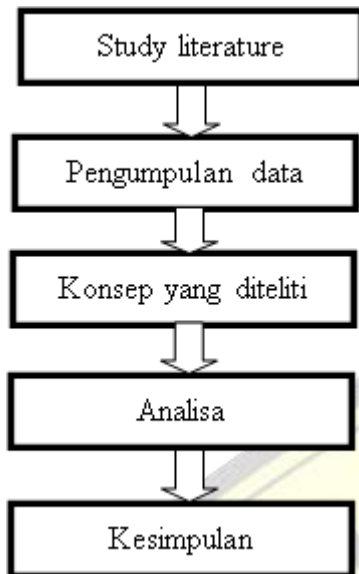 Study literature
Pengumpulan data
Konsep yang diteliti
Analisa
Kesimpulan